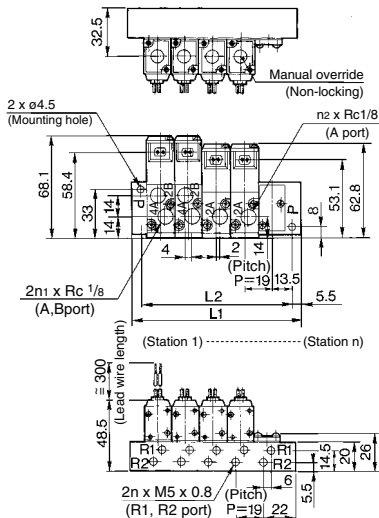 32.5
Manual override
(Non-locking)
2 x ø4.5
(Mounting hole)
n2 x Rc1/8
(A port)
68.1
58.4
33
14
14
P
4A
4A
2A
2A
P
8
53.1
62.8
4
2
14
(Pitch)
P=19
13.5
2n1 x Rc 1/8
(A,Bport)
L2
5.5
L1
(Station 1)
(Station n)
≅ 300
(Lead wire length)
48.5
R1
R2
R1
R2
14.5
20
26
5.5
6
2n x M5 x 0.8
(R1, R2 port)
(Pitch)
P=19
22